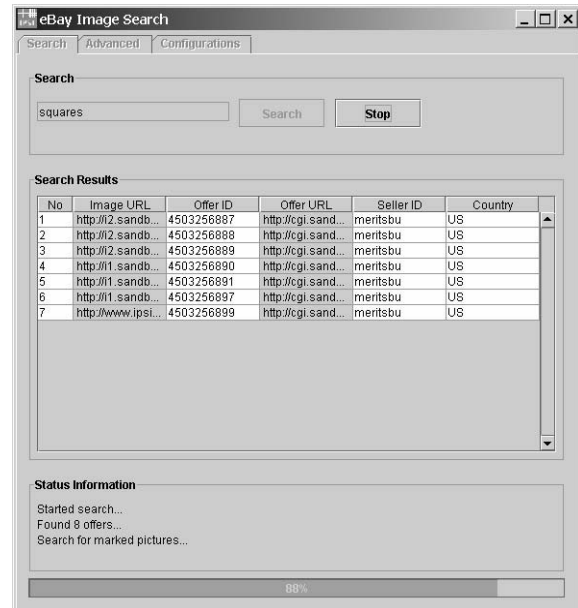 eBay Image Search
Search Advanced Configurations
Search
squares Search Stop
Search Results
No Image URL Offer ID Offer URL Seller ID Country
1 http://i2.sandb... 4503256887 http://cgi.sand... meritsbu US
2 http://i2.sandb... 4503256888 http://cgi.sand... meritsbu US
3 http://i2.sandb... 4503256889 http://cgi.sand... meritsbu US
4 http://i1.sandb... 4503256890 http://cgi.sand... meritsbu US
5 http://i1.sandb... 4503256891 http://cgi.sand... meritsbu US
6 http://i1.sandb... 4503256897 http://cgi.sand... meritsbu US
7 http://www.ipsi... 4503256899 http://cgi.sand... meritsbu US
Status Information
Started search...
Found 8 offers...
Search for marked pictures...
88%